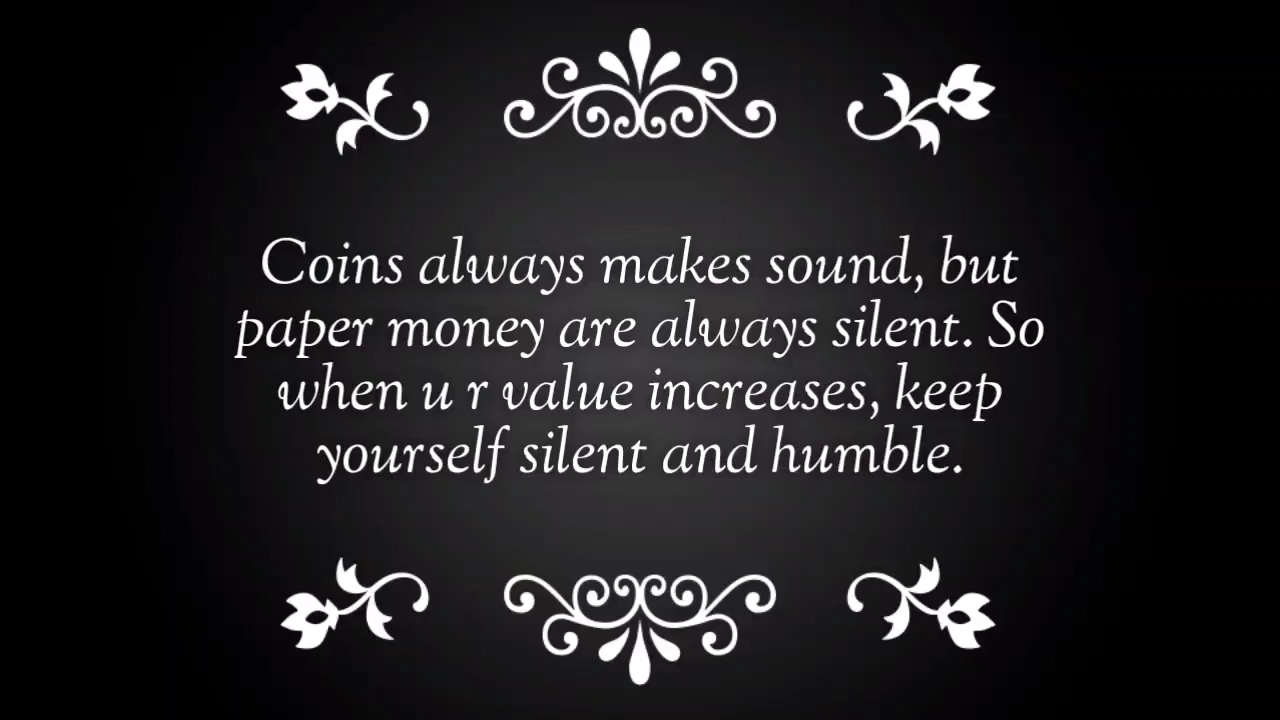 Coins always makes sound, but
paper money are always silent. So
when u r value increases, keep
yourself silent and humble.